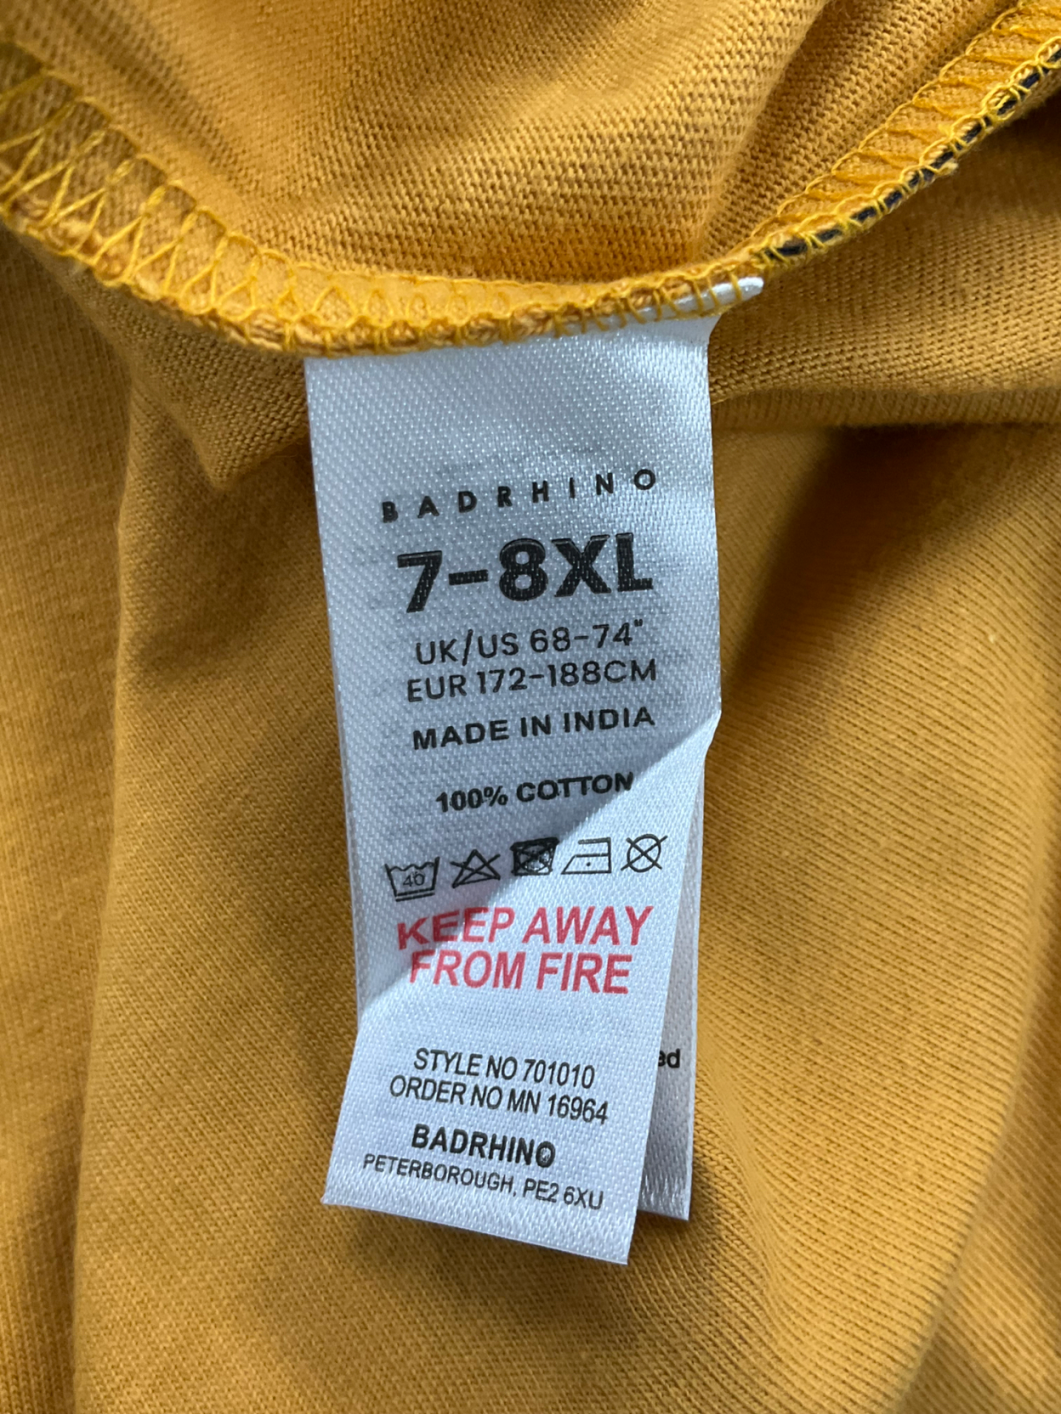 BADRHINO
7-8XL
UK/US 68-74"
EUR 172-188CM
MADE IN INDIA
100% COTTON
40
KEEP AWAY
FROM FIRE
STYLE NO 701010
ORDER NO MN 16964
BADRHINO
PETERBOROUGH, PE2 6XU